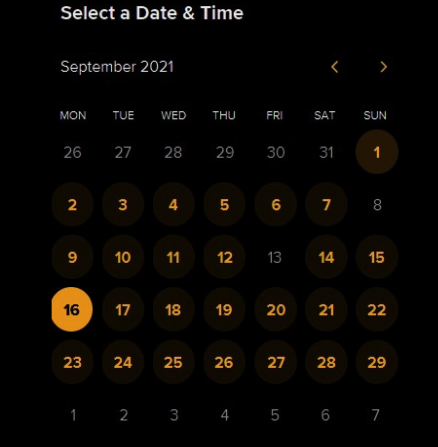 Select a Date & Time
September 2021
MON TUE WED THU FRI SAT SUN
26 27 28 29 30 31 1
2 3 4 5 6 7 8
9 10 11 12 13 14 15
16 17 18 19 20 21 22
23 24 25 26 27 28 29
1 2 3 4 5 6 7